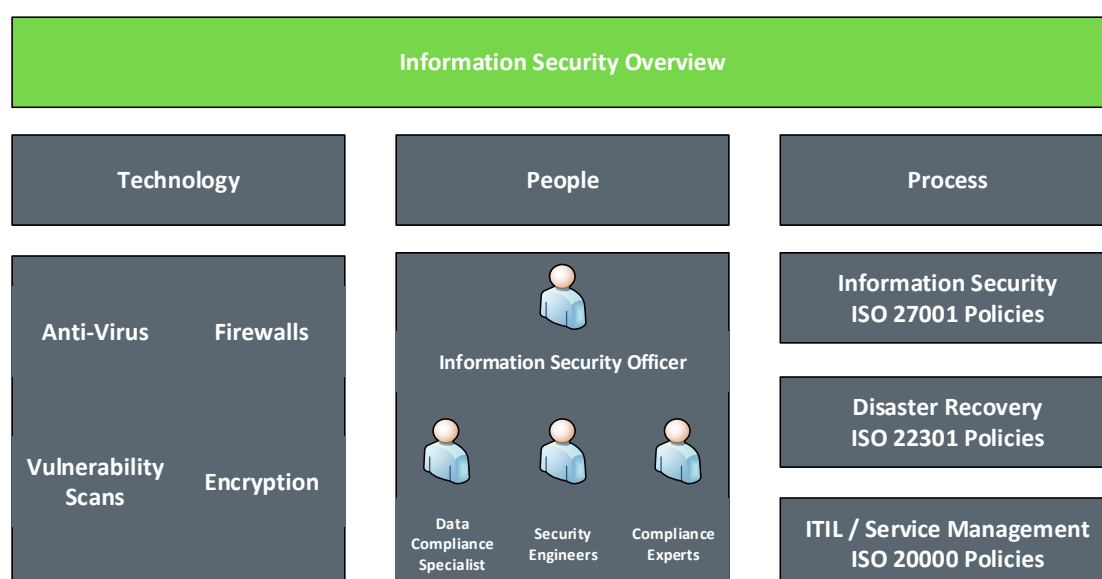 Information Security Overview
Technology
People
Process
Anti-Virus
Firewalls
Vulnerability
Scans
Encryption
Information Security Officer
Data
Compliance
Specialist
Security
Engineers
Compliance
Experts
Information Security
ISO 27001 Policies
Disaster Recovery
ISO 22301 Policies
ITIL / Service Management
ISO 20000 Policies